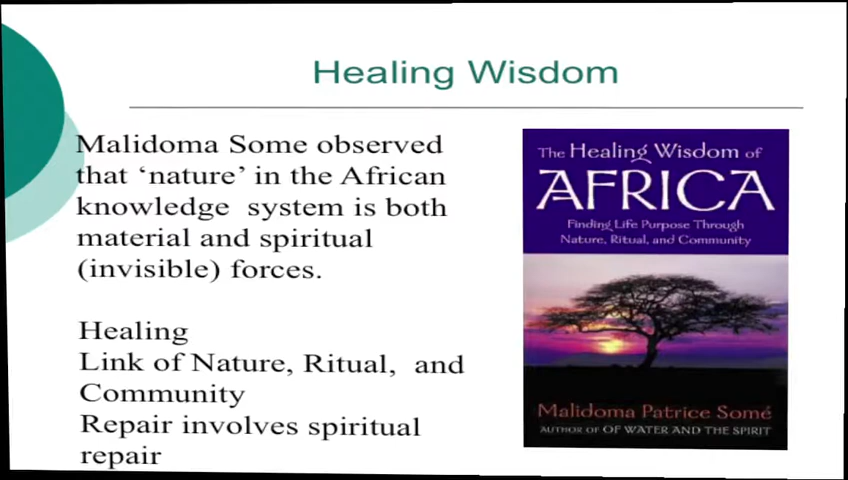 Healing Wisdom
Malidoma Some observed
that ‘nature’ in the African
knowledge system is both
material and spiritual
(invisible) forces.
Healing
Link of Nature, Ritual, and
Community
Repair involves spiritual
repair
The Healing Wisdom of
AFRICA
Finding Life Purpose Through
Nature, Ritual, and Community
Malidoma Patrice Somé
AUTHOR OF OF WATER AND THE SPIRIT